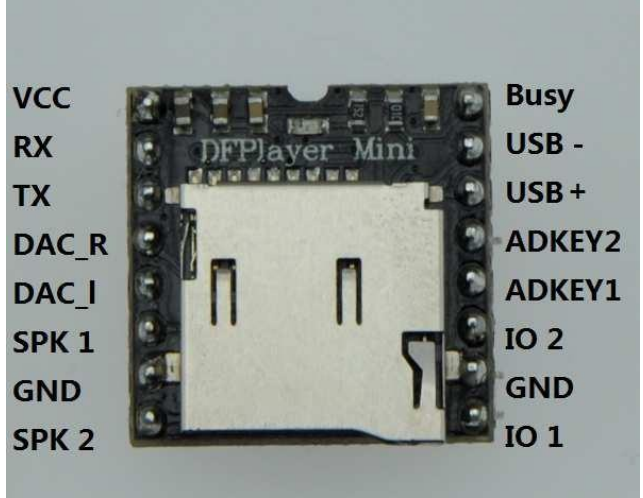 VCC
RX
TX
DAC_R
DAC_I
SPK 1
GND
SPK 2
DFPlayer Mini
Busy
USB -
USB +
ADKEY2
ADKEY1
IO 2
GND
IO 1